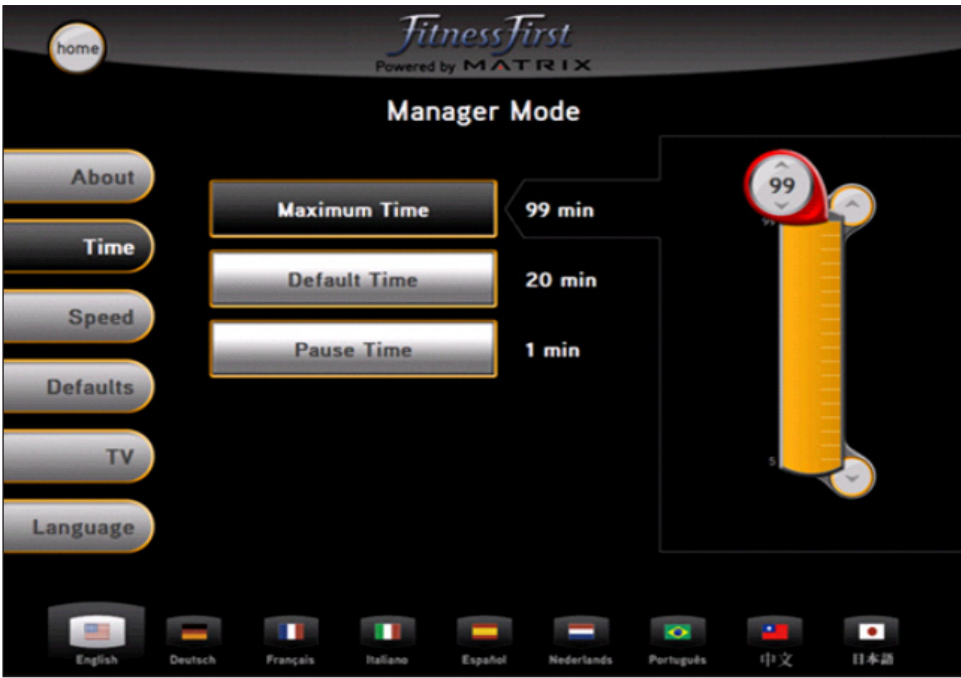 home
FitnessFirst
Powered by MATRIX
Manager Mode
About
Time
Speed
Defaults
TV
Language
Maximum Time 99 min
Default Time 20 min
Pause Time 1 min
99
99
5
English Deutsch Français Italiano Español Nederlands Português 中文 日本語